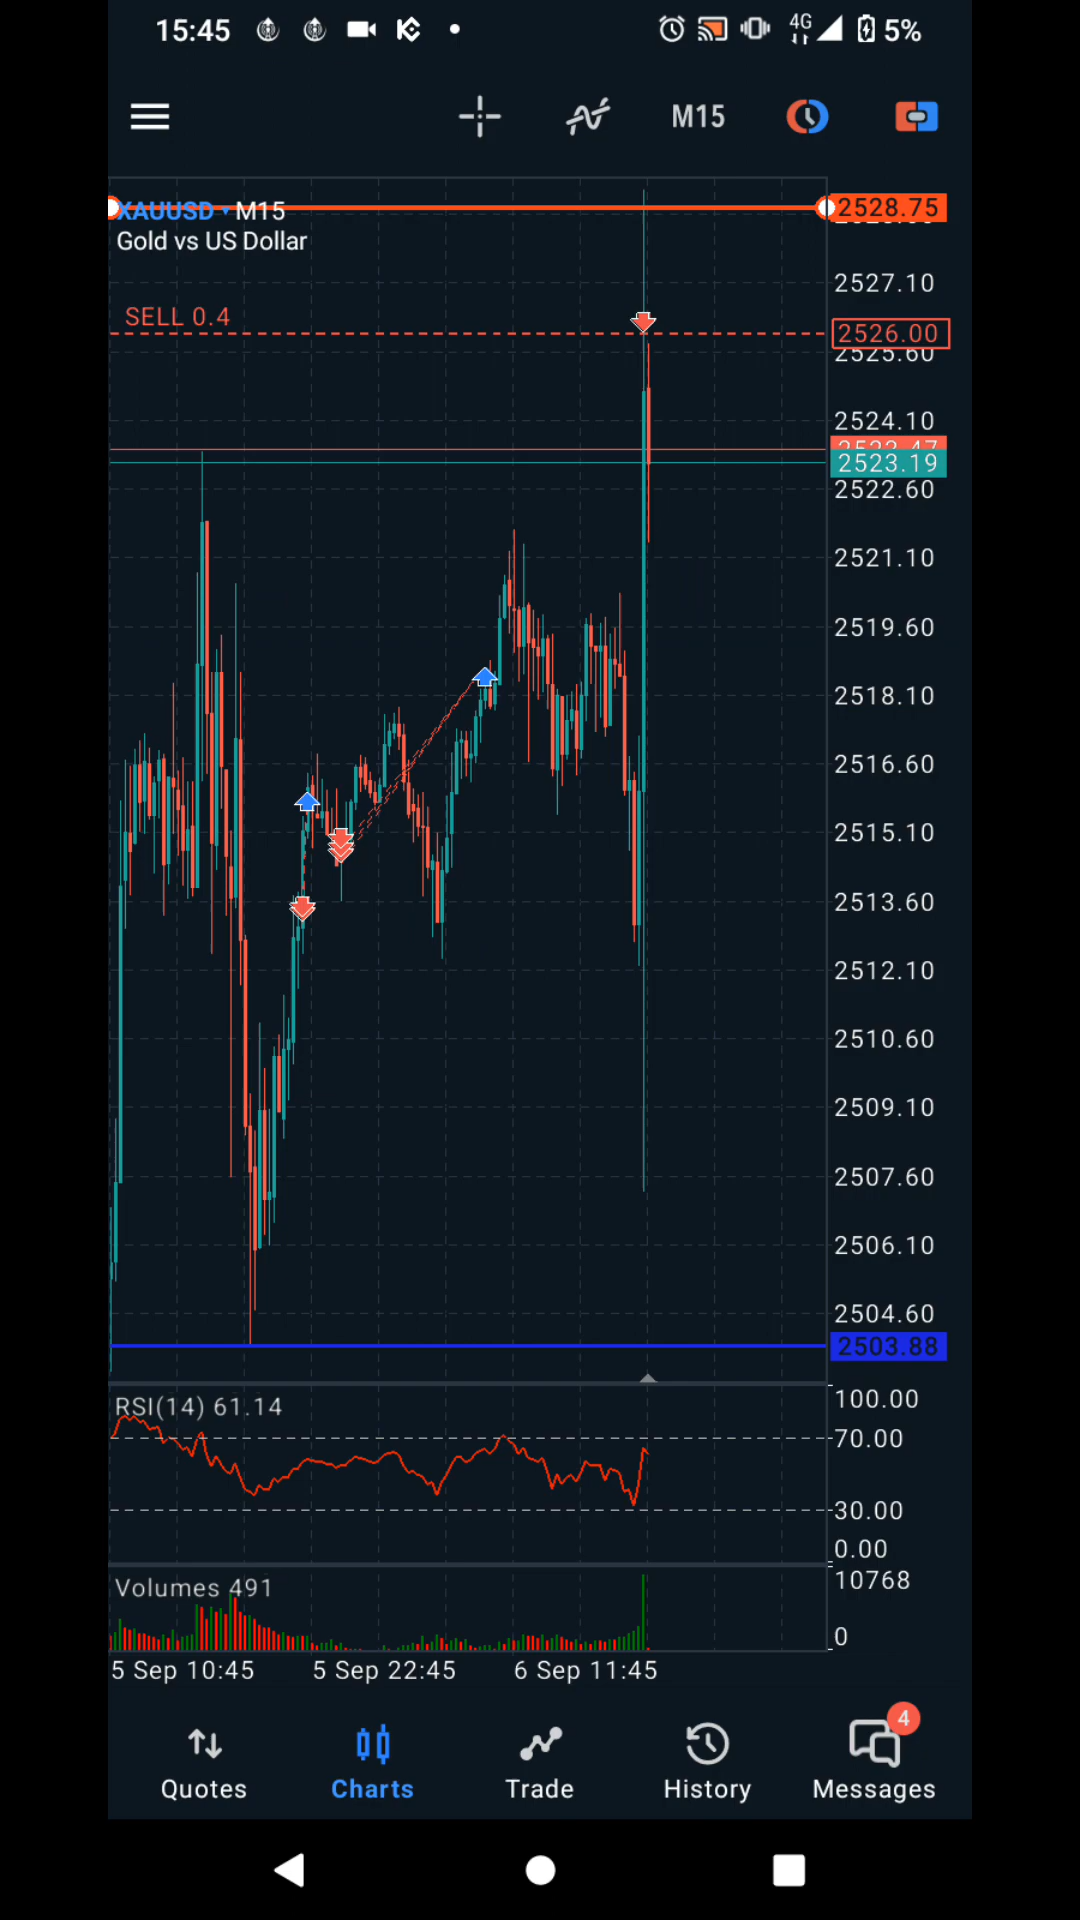 15:45
4G
5%
M15
XAUUSD M15
Gold vs US Dollar
2528.75
2527.10
SELL 0.4
2526.00
2525.60
2524.10
2523.19
2522.60
2521.10
2519.60
2518.10
2516.60
2515.10
2513.60
2512.10
2510.60
2509.10
2507.60
2506.10
2504.60
2503.88
RSI(14) 61.14
100.00
70.00
30.00
0.00
Volumes 491
10768
0
5 Sep 10:45
5 Sep 22:45
6 Sep 11:45
4
Quotes
Charts
Trade
History
Messages